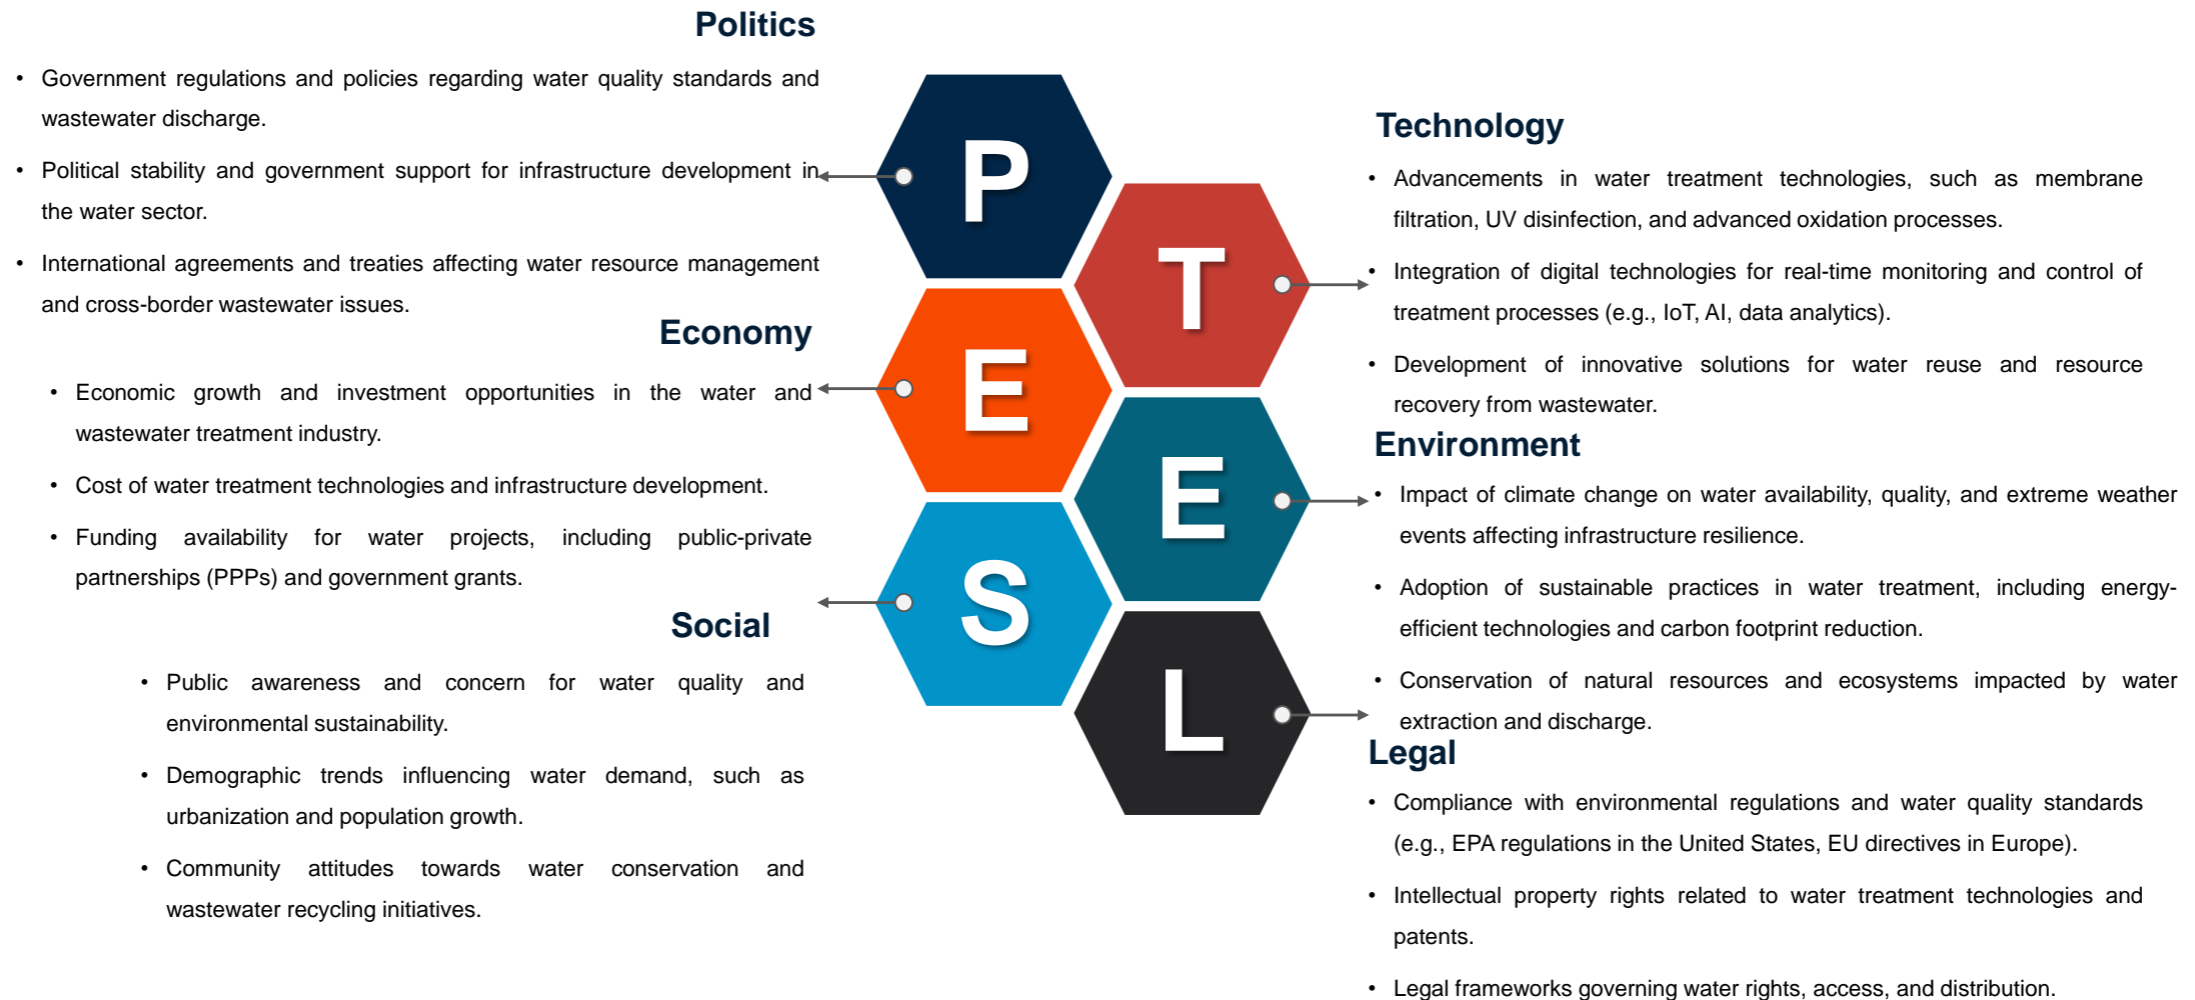 Politics
• Government regulations and policies regarding water quality standards and
wastewater discharge.
• Political stability and government support for infrastructure development in
the water sector.
• International agreements and treaties affecting water resource management
and cross-border wastewater issues.
Economy
• Economic growth and investment opportunities in the water and
wastewater treatment industry.
• Cost of water treatment technologies and infrastructure development.
• Funding availability for water projects, including public-private
partnerships (PPPs) and government grants.
Social
• Public awareness and concern for water quality and
environmental sustainability.
• Demographic trends influencing water demand, such as
urbanization and population growth.
• Community attitudes towards water conservation and
wastewater recycling initiatives.
P
E
S
T
E
L
Technology
• Advancements in water treatment technologies, such as membrane
filtration, UV disinfection, and advanced oxidation processes.
• Integration of digital technologies for real-time monitoring and control of
treatment processes (e.g., IoT, AI, data analytics).
• Development of innovative solutions for water reuse and resource
recovery from wastewater.
Environment
• Impact of climate change on water availability, quality, and extreme weather
events affecting infrastructure resilience.
• Adoption of sustainable practices in water treatment, including energy-
efficient technologies and carbon footprint reduction.
• Conservation of natural resources and ecosystems impacted by water
extraction and discharge.
Legal
• Compliance with environmental regulations and water quality standards
(e.g., EPA regulations in the United States, EU directives in Europe).
• Intellectual property rights related to water treatment technologies and
patents.
• Legal frameworks governing water rights, access, and distribution.